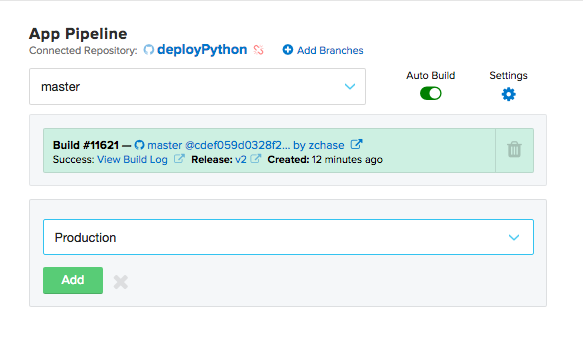 App Pipeline
Connected Repository: deployPython Add Branches
master
Auto Build
Settings
Build #11621 — master @cdef059d0328f2... by zchase
Success: View Build Log Release: v2 Created: 12 minutes ago
Production
Add